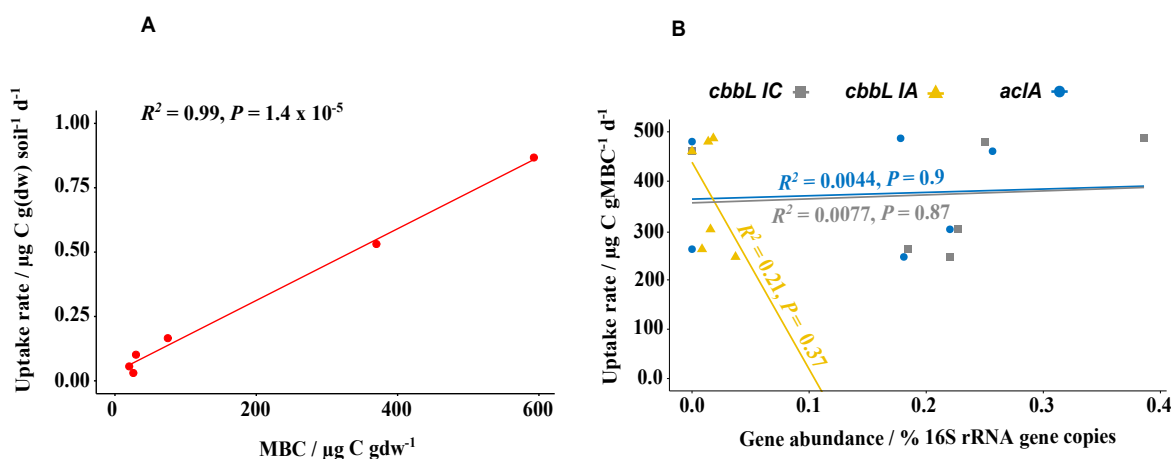 A
R² = 0.99, P = 1.4 x 10⁻⁵
1.00
0.75
0.50
0.25
0.00
0
200
400
600
Uptake rate / µg C g(dw) soil⁻¹ d⁻¹
MBC / µg C gdw⁻¹
B
cbbL IC
cbbL IA
aclA
500
400
300
200
100
0.0
R² = 0.0044, P = 0.9
R² = 0.0077, P = 0.87
R² = 0.21, P = 0.37
0.0
0.1
0.2
0.3
0.4
Uptake rate / µg C gMBC⁻¹ d⁻¹
Gene abundance / % 16S rRNA gene copies